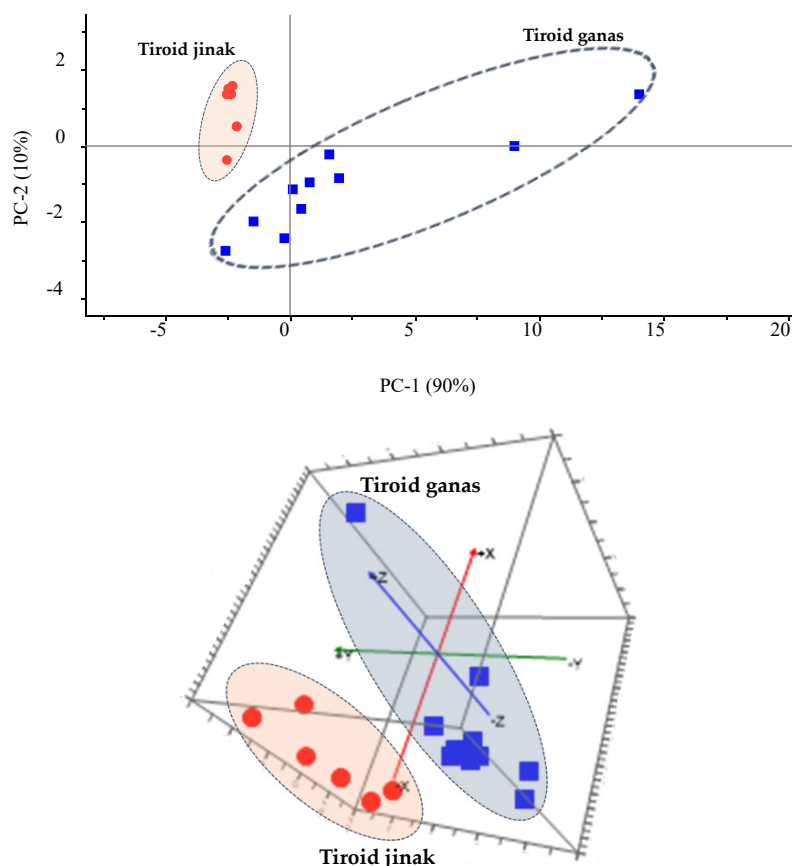 Tiroid jinak
Tiroid ganas
2
0
-2
-4
PC-2 (10%)
-5
0
5
10
15
20
PC-1 (90%)
Tiroid ganas
+X
+Z
+Y
-Y
-Z
-X
Tiroid jinak